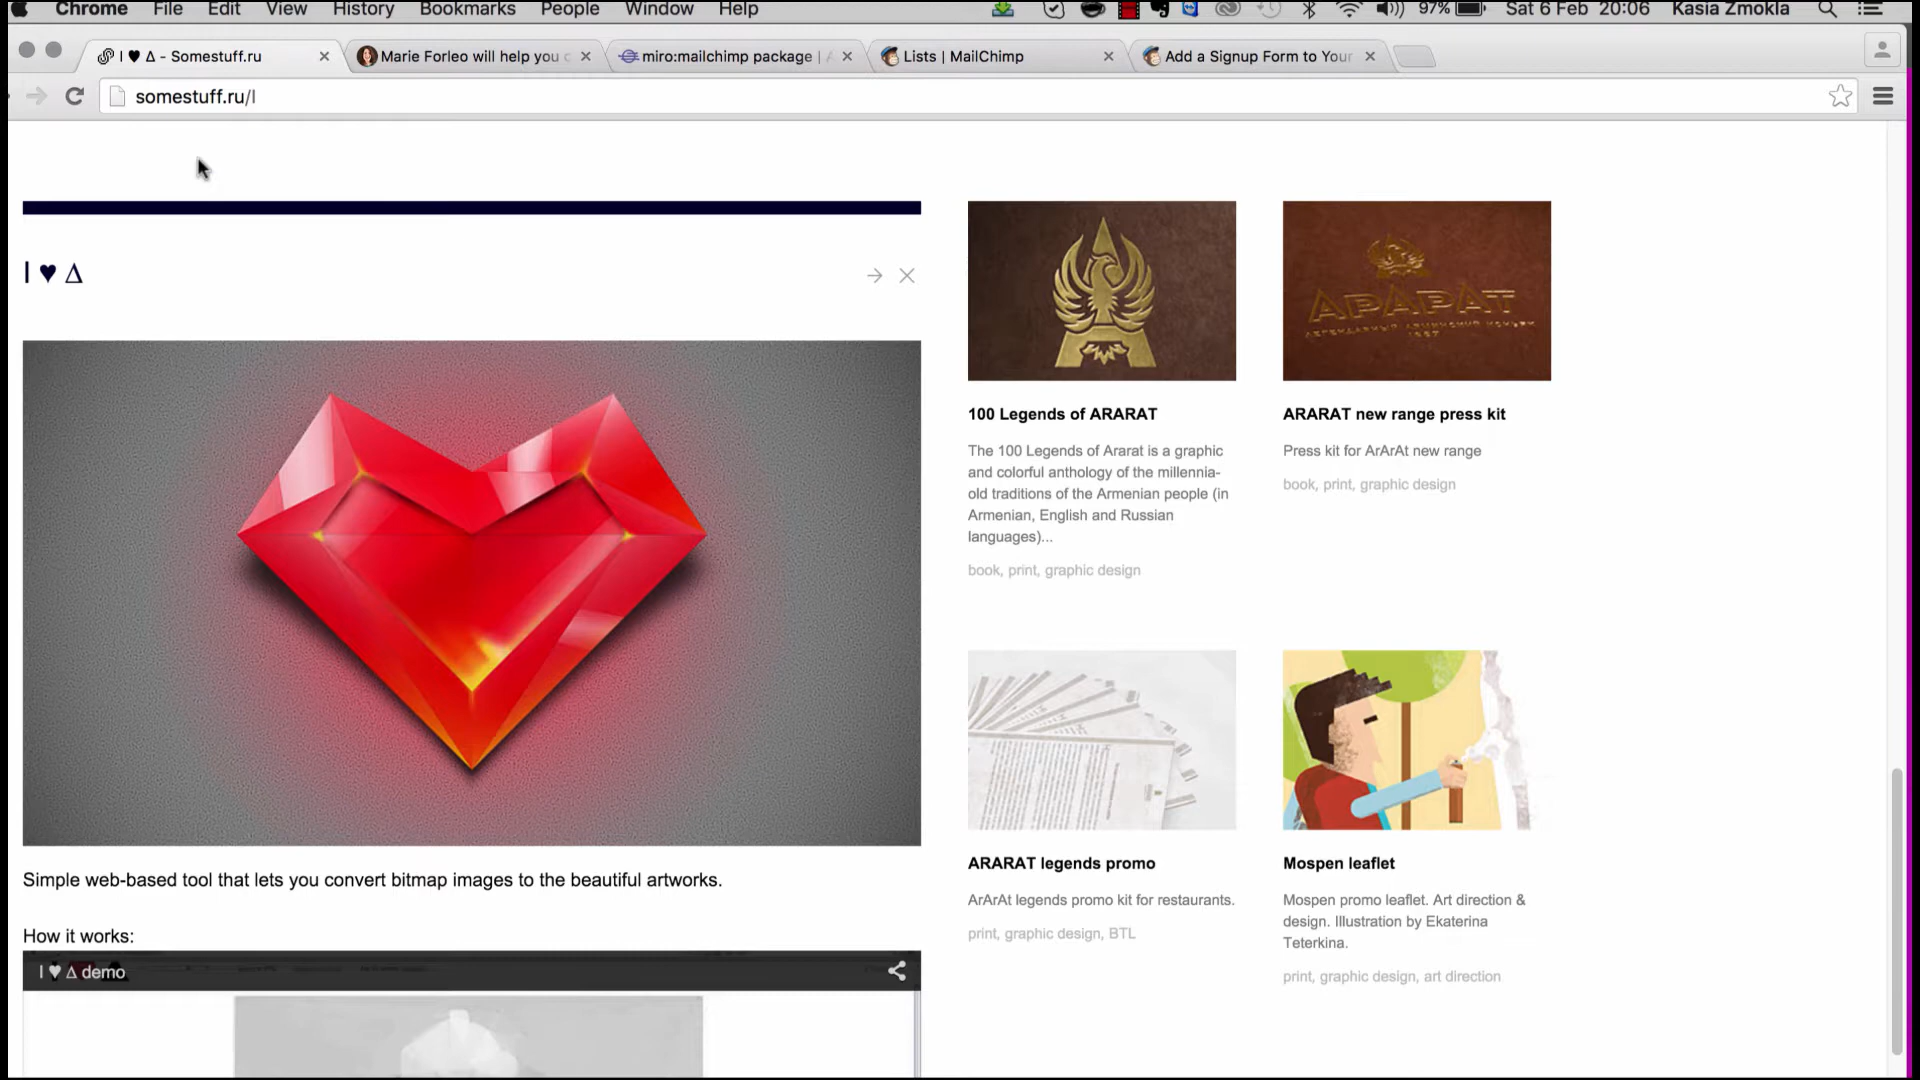 Chrome File Edit View History Bookmarks People Window Help 97% Sat 6 Feb 20:06 Kasia Zmokla
I ♥ Δ - Somestuff.ru
Marie Forleo will help you c
miro:mailchimp package |
Lists | MailChimp
Add a Signup Form to Your
somestuff.ru/I
I ♥ Δ
АРАРАТ
100 Legends of ARARAT
The 100 Legends of Ararat is a graphic
and colorful anthology of the millennia-
old traditions of the Armenian people (in
Armenian, English and Russian
languages)...
book, print, graphic design
ARARAT new range press kit
Press kit for ArArAt new range
book, print, graphic design
ARARAT legends promo
ArArAt legends promo kit for restaurants.
print, graphic design, BTL
Mospen leaflet
Mospen promo leaflet. Art direction &
design. Illustration by Ekaterina
Teterkina.
print, graphic design, art direction
Simple web-based tool that lets you convert bitmap images to the beautiful artworks.
How it works:
I ♥ Δ demo